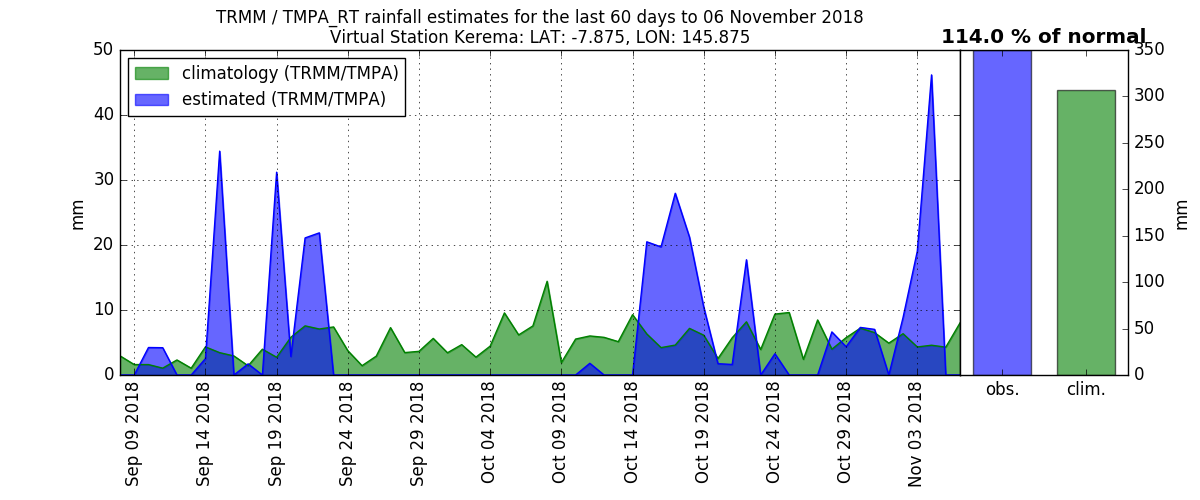 TRMM / TMPA_RT rainfall estimates for the last 60 days to 06 November 2018
Virtual Station Kerema: LAT: -7.875, LON: 145.875
114.0 % of normal
climatology (TRMM/TMPA)
estimated (TRMM/TMPA)
50
40
30
20
10
0
mm
Sep 09 2018
Sep 14 2018
Sep 19 2018
Sep 24 2018
Sep 29 2018
Oct 04 2018
Oct 09 2018
Oct 14 2018
Oct 19 2018
Oct 24 2018
Oct 29 2018
Nov 03 2018
obs.
clim.
350
300
250
200
150
100
50
0
mm